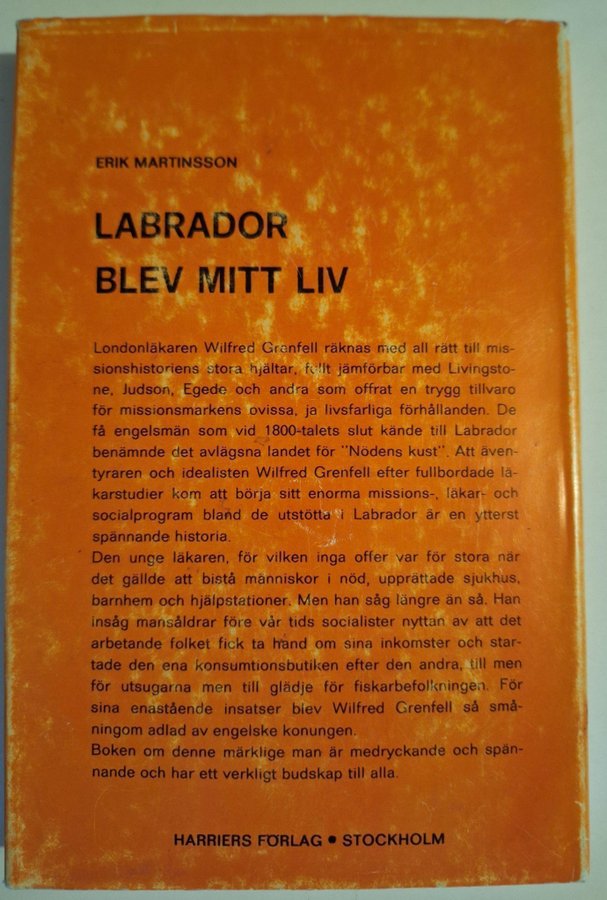 ERIK MARTINSSON
LABRADOR
BLEV MITT LIV
Londonläkaren Wilfred Grenfell räknas med all rätt till mis-
sionshistoriens stora hjältar, fullt jämförbar med Livingsto-
ne, Judson, Egede och andra som offrat en trygg tillvaro
för missionsmarkens ovissa, ja livsfarliga förhållanden. De
få engelsmän som vid 1800-talets slut kände till Labrador
benämnde det avlägsna landet för "Nödens kust". Att även-
tyraren och idealisten Wilfred Grenfell efter fullbordade lä-
karstudier kom att börja sitt enorma missions-, läkar- och
socialprogram bland de utstötta i Labrador är en ytterst
spännande historia.
Den unge läkaren, för vilken inga offer var för stora när
det gällde att bistå människor i nöd, upprättade sjukhus,
barnhem och hjälpstationer. Men han såg längre än så. Han
insåg mansåldrar före vår tids socialister nyttan av att det
arbetande folket fick ta hand om sina inkomster och star-
tade den ena konsumtionsbutiken efter den andra, till men
för utsugarna men till glädje för fiskarbefolkningen. För
sina enastående insatser blev Wilfred Grenfell så små-
ningom adlad av engelske konungen.
Boken om denne märklige man är medryckande och spän-
nande och har ett verkligt budskap till alla.
HARRIERS FÖRLAG • STOCKHOLM